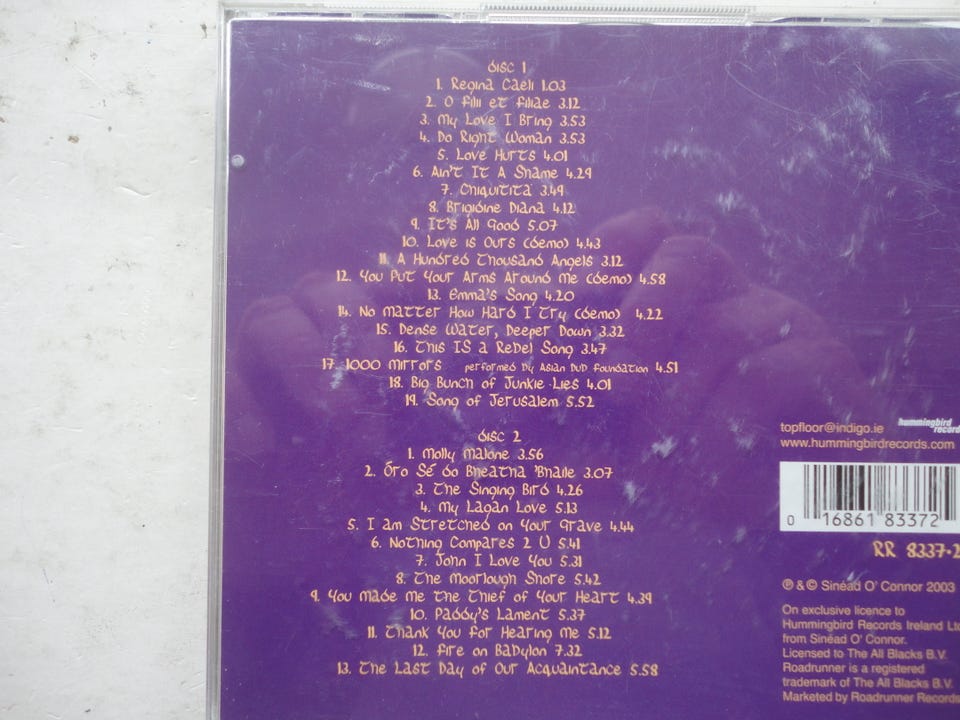 disc 1
1. Regina Caeli 1.03
2. O filii et filiae 3.12
3. My Love I Bring 3.53
4. Do Right Woman 3.53
5. Love Hurts 4.01
6. Ain't It A Shame 4.29
7. Chiquitita 3.49
8. Brigidine Diana 4.12
9. It's All Good 5.07
10. Love is Ours (demo) 4.43
11. A Hundred Thousand Angels 3.12
12. You Put Your Arms Around Me (demo) 4.58
13. Emma's Song 4.20
14. No Matter How Hard I Try (demo) 4.22
15. Dense Water, Deeper Down 3.32
16. This IS a Rebel Song 3.47
17. 1000 Mirrors performed by Asian Dub Foundation 4.51
18. Big Bunch of Junkie Lies 4.01
19. Song of Jerusalem 5.52
disc 2
1. Molly Malone 3.56
2. Óro Sé do Bheatha 'Bhaile 3.07
3. The Singing Bird 4.26
4. My Lagan Love 5.13
5. I am Stretched on Your Grave 4.44
6. Nothing Compares 2 U 5.41
7. John I Love You 5.31
8. The Moorlough Shore 5.42
9. You Made Me the Thief of Your Heart 4.39
10. Paddy's Lament 5.37
11. Thank You for Hearing Me 5.12
12. Fire on Babylon 7.32
13. The Last Day of Our Acquaintance 5.58
hummingbird
records
topfloor@indigo.ie
www.hummingbirdrecords.com
0 16861 83372
RR 8337-2
℗ & © Sinéad O' Connor 2003
On exclusive licence to
Hummingbird Records Ireland Ltd
from Sinéad O' Connor.
Licensed to The All Blacks B.V.
Roadrunner is a registered
trademark of The All Blacks B.V.
Marketed by Roadrunner Records